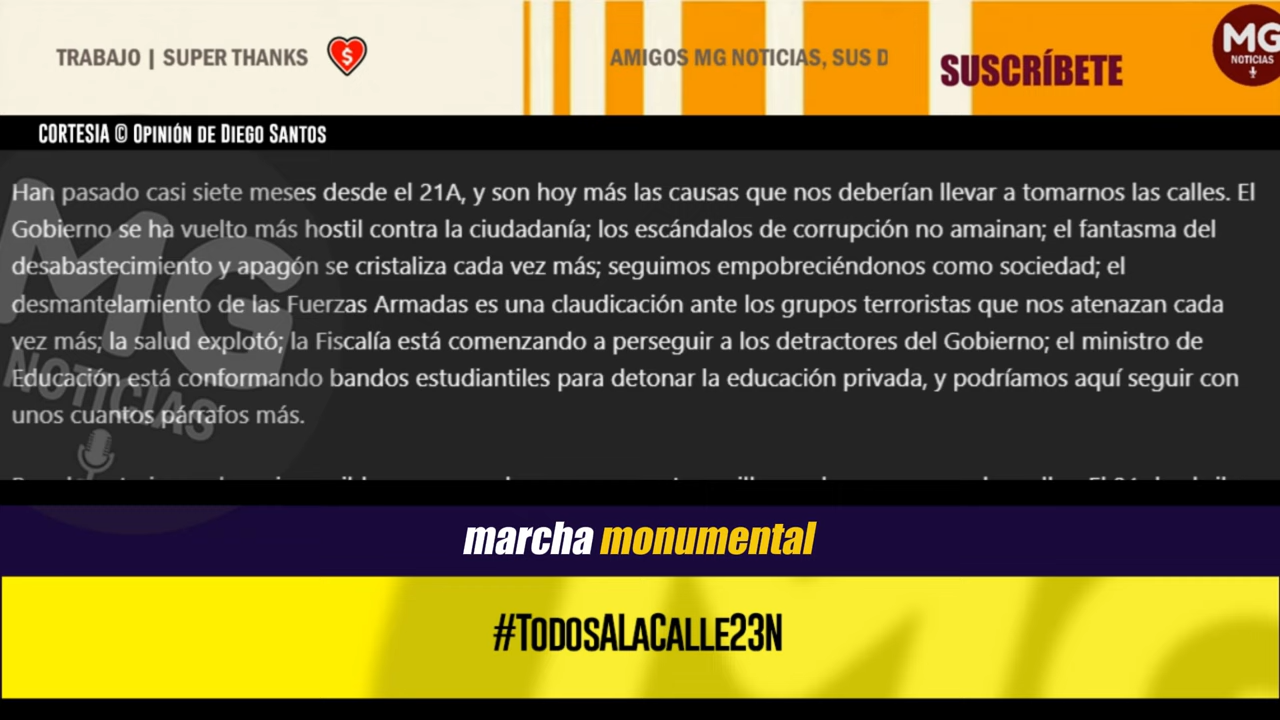 TRABAJO | SUPER THANKS
AMIGOS MG NOTICIAS, SUS D
SUSCRÍBETE
MG
NOTICIAS
CORTESIA © Opinión de Diego Santos
Han pasado casi siete meses desde el 21A, y son hoy más las causas que nos deberían llevar a tomarnos las calles. El
Gobierno se ha vuelto más hostil contra la ciudadanía; los escándalos de corrupción no amainan; el fantasma del
desabastecimiento y apagón se cristaliza cada vez más; seguimos empobreciéndonos como sociedad; el
desmantelamiento de las Fuerzas Armadas es una claudicación ante los grupos terroristas que nos atenazan cada
vez más; la salud explotó; la Fiscalía está comenzando a perseguir a los detractores del Gobierno; el ministro de
Educación está conformando bandos estudiantiles para detonar la educación privada, y podríamos aquí seguir con
unos cuantos párrafos más.
MG
NOTICIAS
marcha monumental
#TodosALaCalle23N